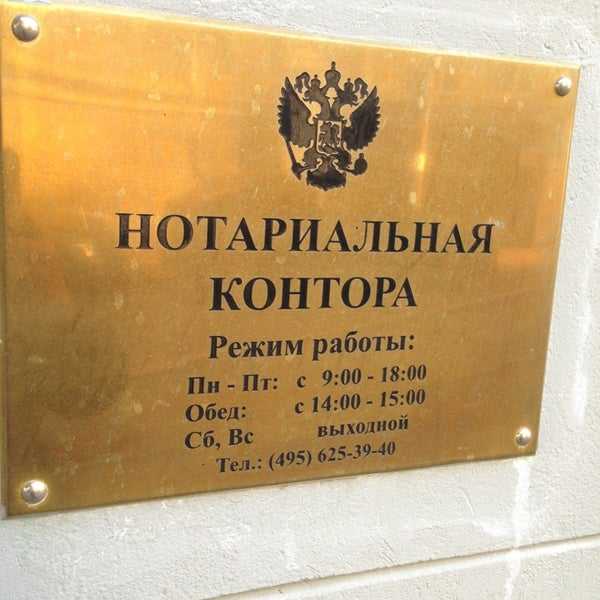 НОТАРИАЛЬНАЯ
КОНТОРА
Режим работы:
Пн - Пт: с 9:00 - 18:00
Обед: с 14:00 - 15:00
Сб, Вс выходной
Тел.: (495) 625-39-40